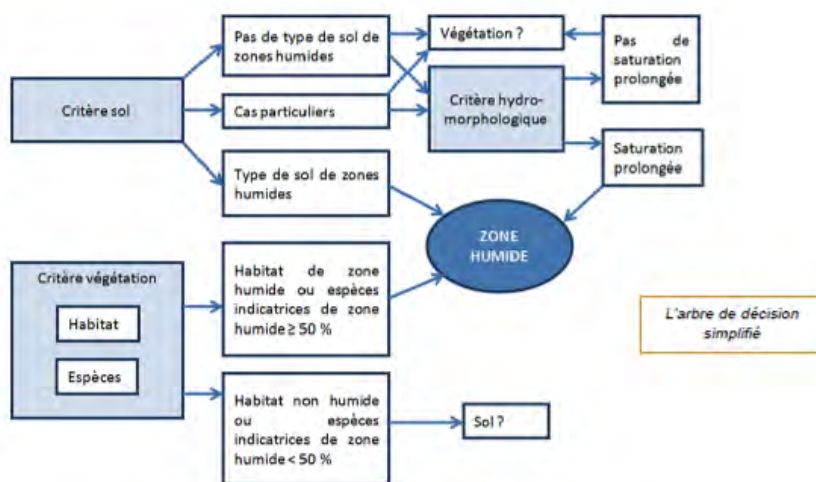 Pas de type de sol de
zones humides
Végétation ?
Pas de
saturation
prolongée
Critère sol
Cas particuliers
Critère hydro-
morphologique
Type de sol de zones
humides
Saturation
prolongée
ZONE
HUMIDE
Critère végétation
Habitat
Espèces
Habitat de zone
humide ou espèces
indicatrices de zone
humide ≥ 50 %
L'arbre de décision
simplifié
Habitat non humide
ou espèces
indicatrices de zone
humide < 50 %
Sol ?